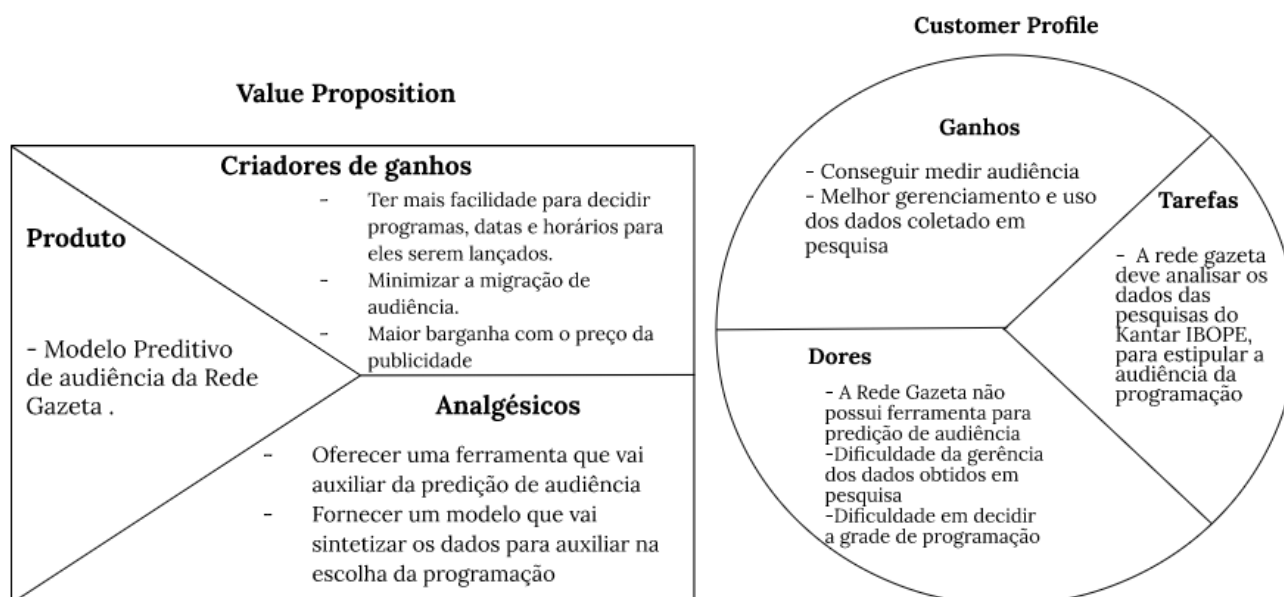 Value Proposition
Criadores de ganhos
- Ter mais facilidade para decidir
programas, datas e horários para
eles serem lançados.
- Minimizar a migração de
audiência.
- Maior barganha com o preço da
publicidade
Produto
- Modelo Preditivo
de audiência da Rede
Gazeta .
Analgésicos
- Oferecer uma ferramenta que vai
auxiliar da predição de audiência
- Fornecer um modelo que vai
sintetizar os dados para auxiliar na
escolha da programação
Customer Profile
Ganhos
- Conseguir medir audiência
- Melhor gerenciamento e uso
dos dados coletado em
pesquisa
Tarefas
- A rede gazeta
deve analisar os
dados das
pesquisas do
Kantar IBOPE,
para estipular a
audiência da
programação
Dores
- A Rede Gazeta não
possui ferramenta para
predição de audiência
-Dificuldade da gerência
dos dados obtidos em
pesquisa
-Dificuldade em decidir
a grade de programação